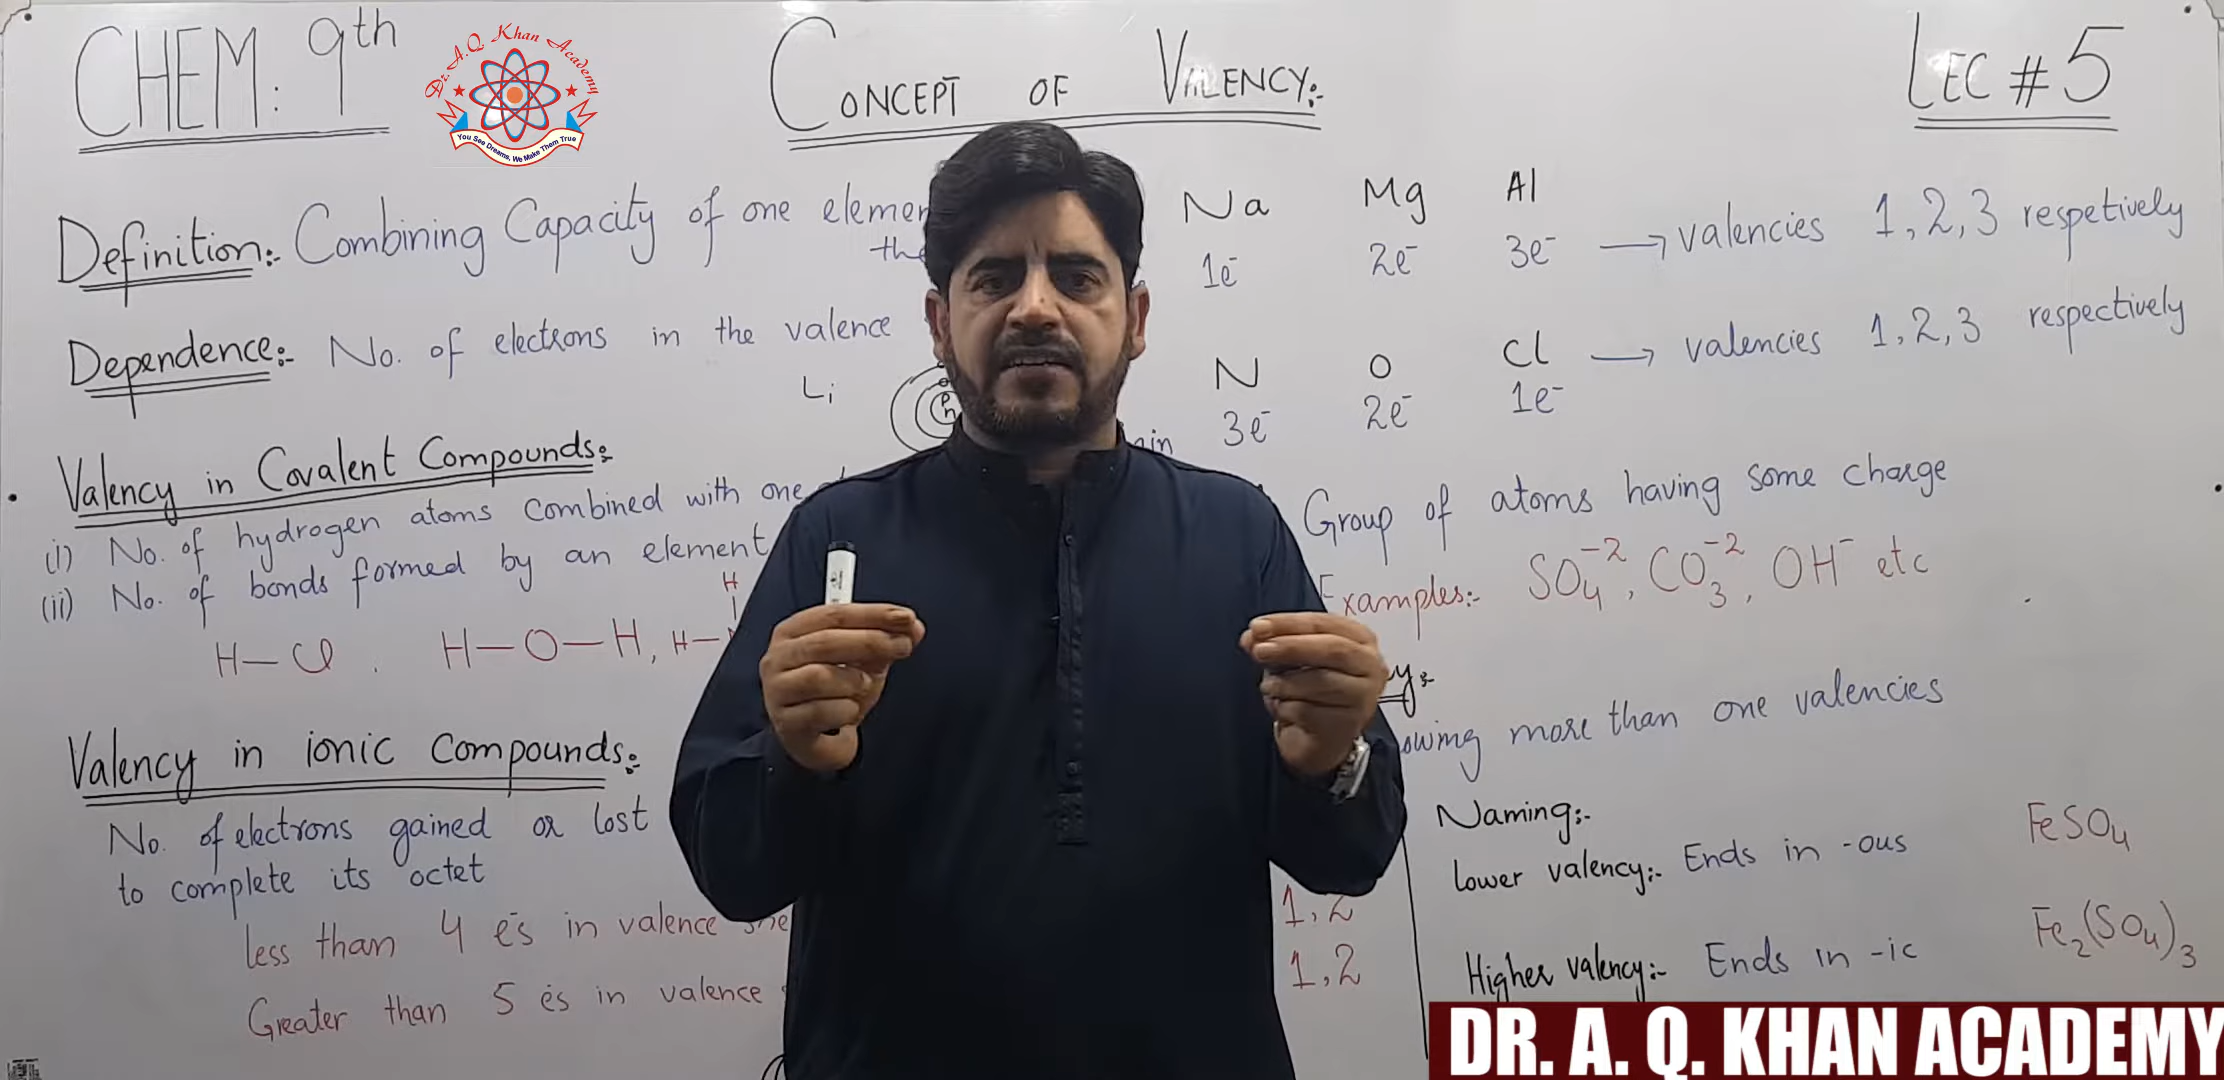 CHEM: 9th
Dr. A.Q Khan Academy
You See Dreams, We Make Them True
CONCEPT OF VALENCY:-
LEC # 5
Definition:- Combining Capacity of one
the
Dependence:- No. of electrons in the valence
Li
Valency in Covalent Compounds:
(i) No. of hydrogen atoms combined with one
(ii) No. of bonds formed by an element
H
H—Cl . H—O—H, H—
Valency in ionic compounds:-
No. of electrons gained or lost
to complete its octet
less than 4 es in valence
Greater than 5 es in valence
Na Mg Al
1e⁻ 2e⁻ 3e⁻ → valencies 1, 2, 3 respetively
N O Cl → valencies 1, 2, 3 respectively
3e⁻ 2e⁻ 1e⁻
Group of atoms having some charge
Examples:- SO₄⁻², CO₃⁻², OH⁻ etc
more than one valencies
Naming:-
Lower valency:- Ends in -ous FeSO₄
Higher valency:- Ends in -ic Fe₂(SO₄)₃
1, 2
1, 2
DR. A. Q. KHAN ACADEMY